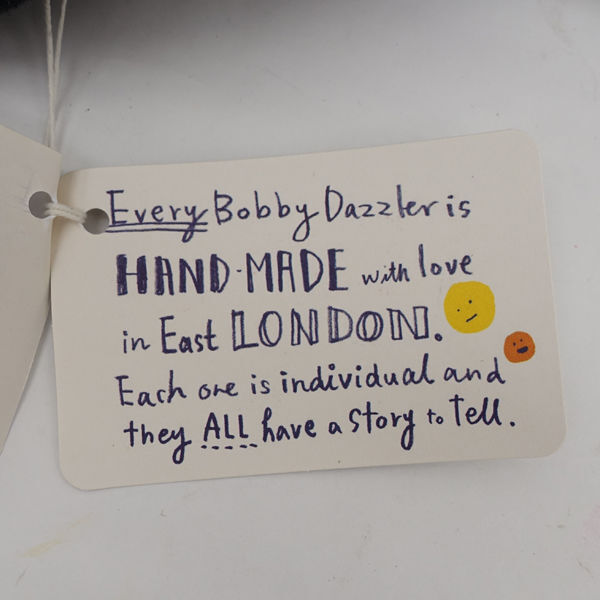 Every Bobby Dazzler is
HAND-MADE with love
in East LONDON.
Each one is individual and
they ALL have a story to tell.